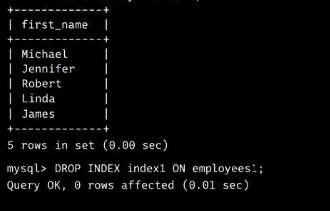 +-------------+
| first_name  |
+-------------+
| Michael     |
| Jennifer    |
| Robert      |
| Linda       |
| James       |
+-------------+
5 rows in set (0.00 sec)
mysql> DROP INDEX index1 ON employees1;
Query OK, 0 rows affected (0.01 sec)